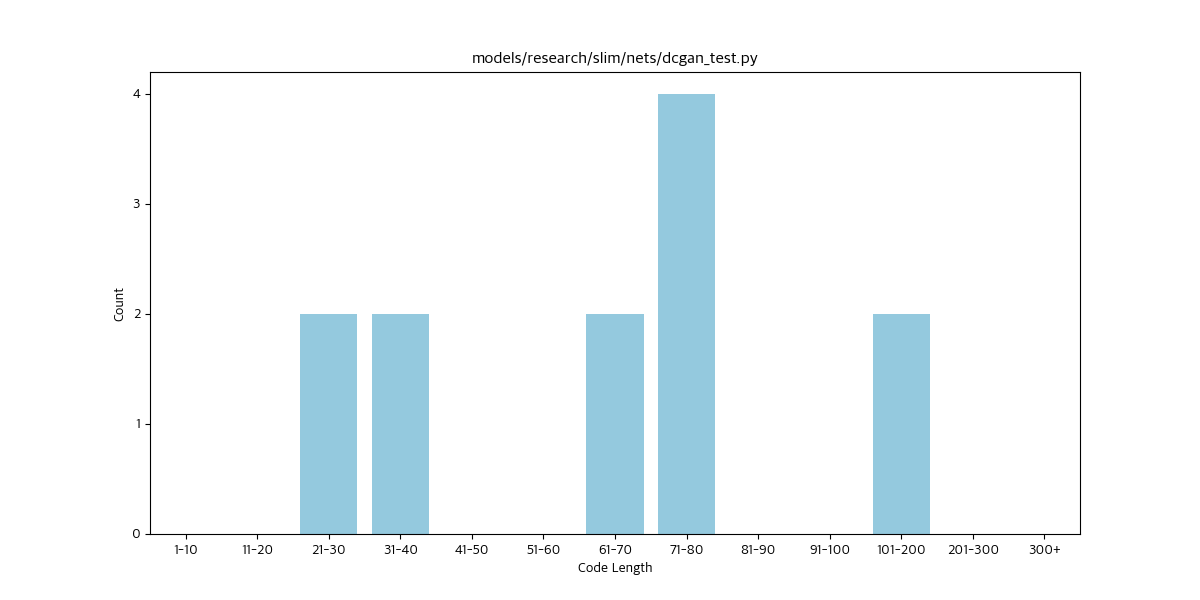 models/research/slim/nets/dcgan_test.py
4
3
2
1
0
Count
1-10 11-20 21-30 31-40 41-50 51-60 61-70 71-80 81-90 91-100 101-200 201-300 300+
Code Length